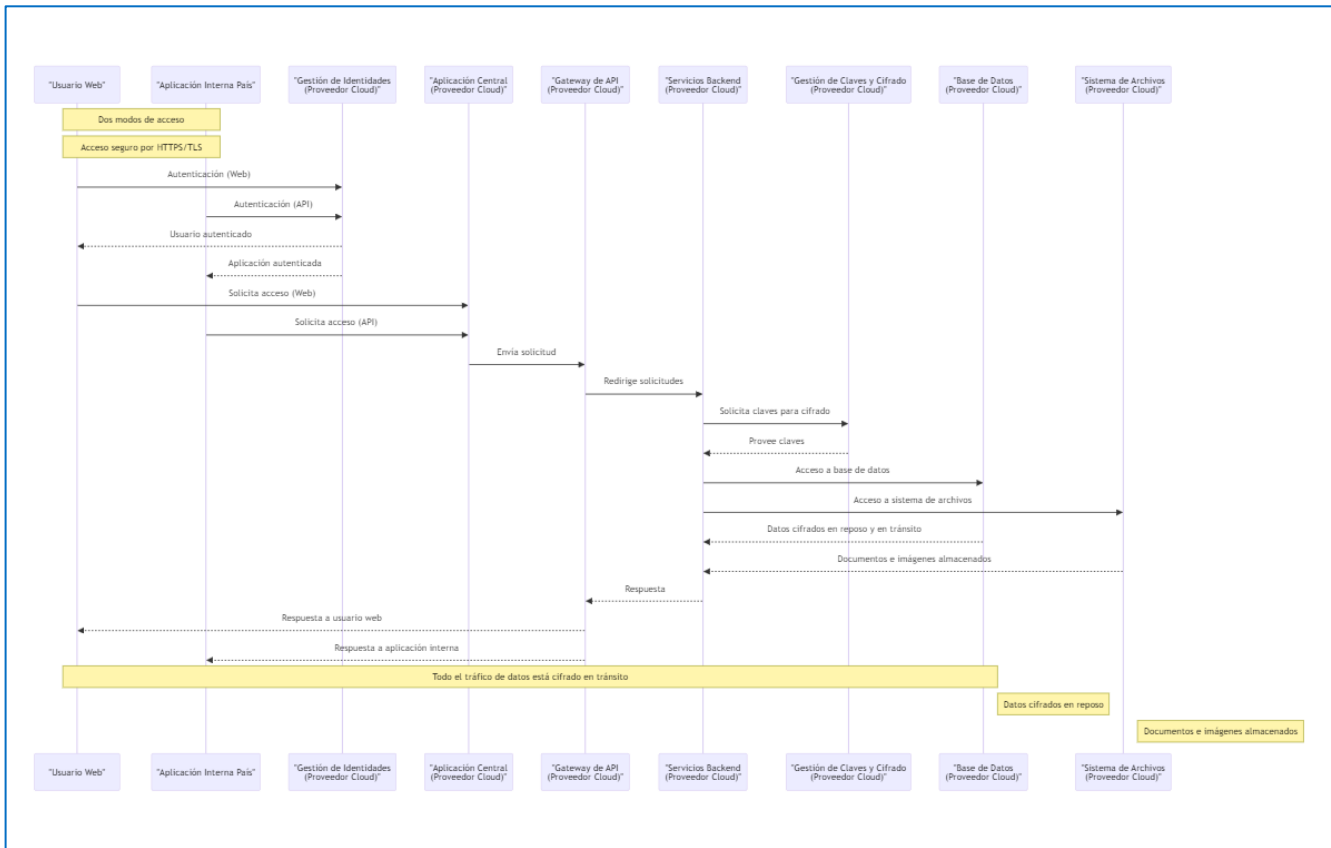 "Usuario Web"
"Aplicación Interna País"
"Gestión de Identidades
(Proveedor Cloud)"
"Aplicación Central
(Proveedor Cloud)"
"Gateway de API
(Proveedor Cloud)"
"Servicios Backend
(Proveedor Cloud)"
"Gestión de Claves y Cifrado
(Proveedor Cloud)"
"Base de Datos
(Proveedor Cloud)"
"Sistema de Archivos
(Proveedor Cloud)"
Dos modos de acceso
Acceso seguro por HTTPS/TLS
Autenticación (Web)
Autenticación (API)
Usuario autenticado
Aplicación autenticada
Solicita acceso (Web)
Solicita acceso (API)
Envía solicitud
Redirige solicitudes
Solicita claves para cifrado
Provee claves
Acceso a base de datos
Acceso a sistema de archivos
Datos cifrados en reposo y en tránsito
Documentos e imágenes almacenados
Respuesta
Respuesta a usuario web
Respuesta a aplicación interna
Todo el tráfico de datos está cifrado en tránsito
Datos cifrados en reposo
Documentos e imágenes almacenados
"Usuario Web"
"Aplicación Interna País"
"Gestión de Identidades
(Proveedor Cloud)"
"Aplicación Central
(Proveedor Cloud)"
"Gateway de API
(Proveedor Cloud)"
"Servicios Backend
(Proveedor Cloud)"
"Gestión de Claves y Cifrado
(Proveedor Cloud)"
"Base de Datos
(Proveedor Cloud)"
"Sistema de Archivos
(Proveedor Cloud)"